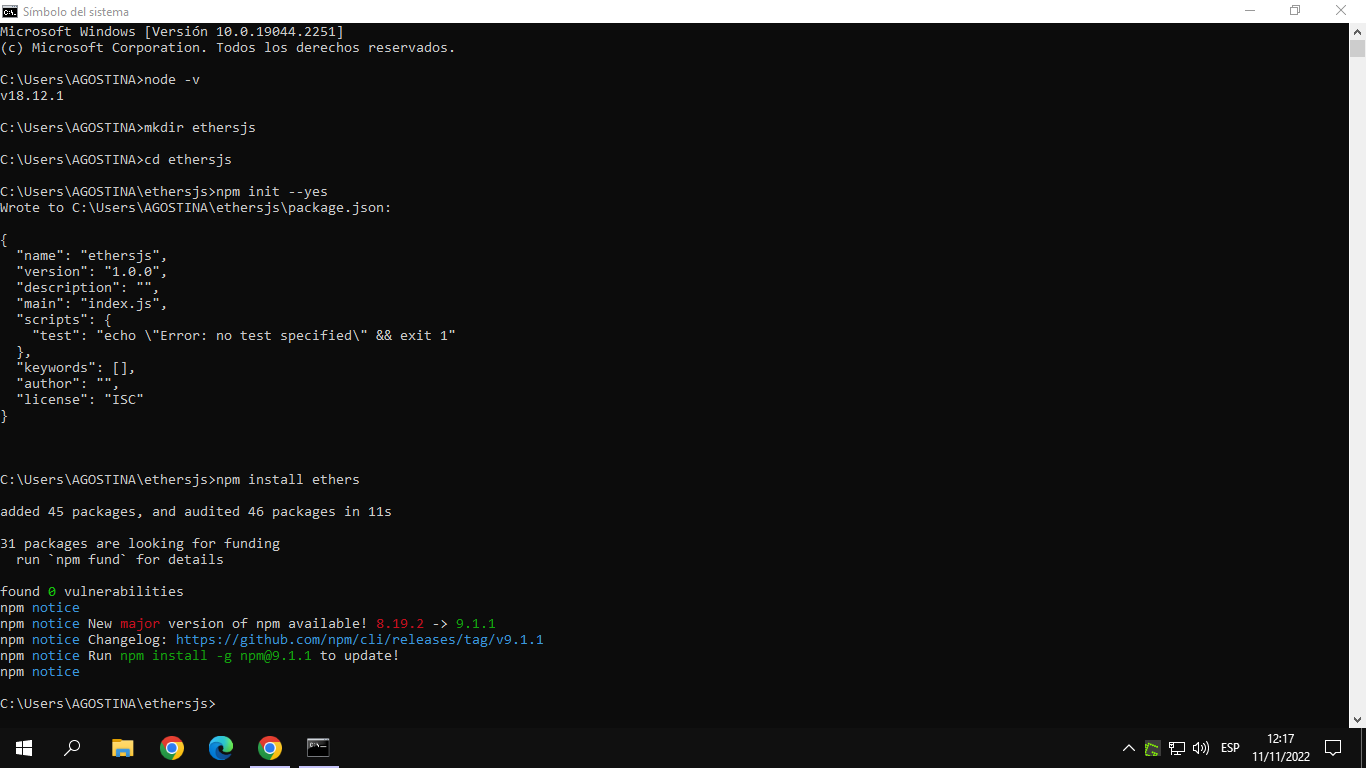 Símbolo del sistema
Microsoft Windows [Versión 10.0.19044.2251]
(c) Microsoft Corporation. Todos los derechos reservados.
C:\Users\AGOSTINA>node -v
v18.12.1
C:\Users\AGOSTINA>mkdir ethersjs
C:\Users\AGOSTINA>cd ethersjs
C:\Users\AGOSTINA\ethersjs>npm init --yes
Wrote to C:\Users\AGOSTINA\ethersjs\package.json:
{
  "name": "ethersjs",
  "version": "1.0.0",
  "description": "",
  "main": "index.js",
  "scripts": {
    "test": "echo \"Error: no test specified\" && exit 1"
  },
  "keywords": [],
  "author": "",
  "license": "ISC"
}
C:\Users\AGOSTINA\ethersjs>npm install ethers
added 45 packages, and audited 46 packages in 11s
31 packages are looking for funding
  run `npm fund` for details
found 0 vulnerabilities
npm notice
npm notice New major version of npm available! 8.19.2 -> 9.1.1
npm notice Changelog: https://github.com/npm/cli/releases/tag/v9.1.1
npm notice Run npm install -g npm@9.1.1 to update!
npm notice
C:\Users\AGOSTINA\ethersjs>
ESP
12:17
11/11/2022